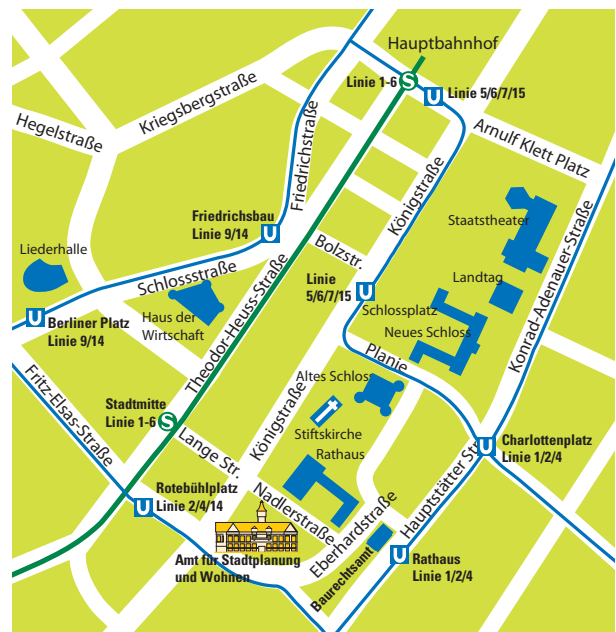 Hauptbahnhof
Linie 1-6
S
U
Linie 5/6/7/15
Kriegsbergstraße
Hegelstraße
Friedrichstraße
Arnulf Klett Platz
Königstraße
Staatstheater
Friedrichsbau
Linie 9/14
U
Liederhalle
Bolzstr.
Konrad-Adenauer-Straße
Schlossstraße
Theodor-Heuss-Straße
Linie
5/6/7/15
U
Landtag
Schlossplatz
Neues Schloss
Haus der
Wirtschaft
U
Berliner Platz
Linie 9/14
Planie
Fritz-Elsas-Straße
Altes Schloss
Königstraße
Stadtmitte
Linie 1-6
S
Stiftskirche
Rathaus
Lange Str.
Hauptstätter Str.
U
Charlottenplatz
Linie 1/2/4
Rotebühlplatz
Linie 2/4/14
U
Nadlerstraße
Eberhardstraße
Baurechtsamt
Amt für Stadtplanung
und Wohnen
U
Rathaus
Linie 1/2/4